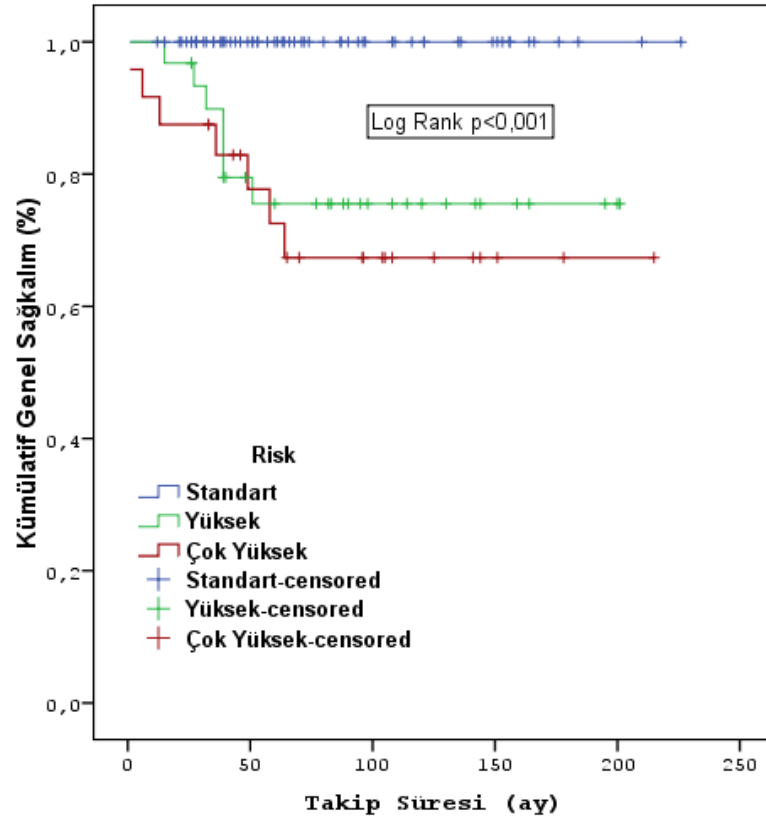 Kümülatif Genel Sağkalım (%)
1,0
0,8
0,6
0,4
0,2
0,0
Log Rank p<0,001
Risk
Standart
Yüksek
Çok Yüksek
Standart-censored
Yüksek-censored
Çok Yüksek-censored
0 50 100 150 200 250
Takip Süresi (ay)